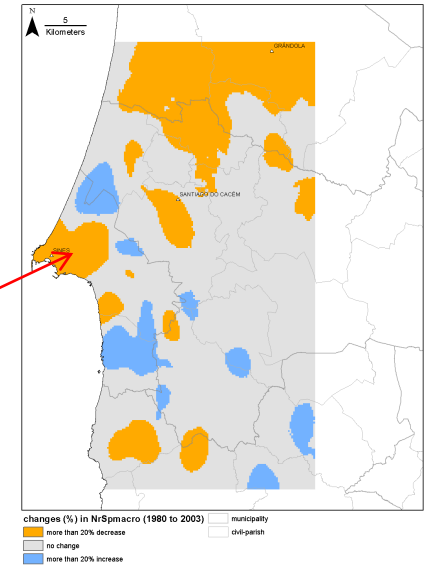 N
5
Kilometers
GRÂNDOLA
SANTIAGO DO CACÉM
SINES
changes (%) in NrSpmacro (1980 to 2003)
more than 20% decrease
no change
more than 20% increase
municipality
civil-parish